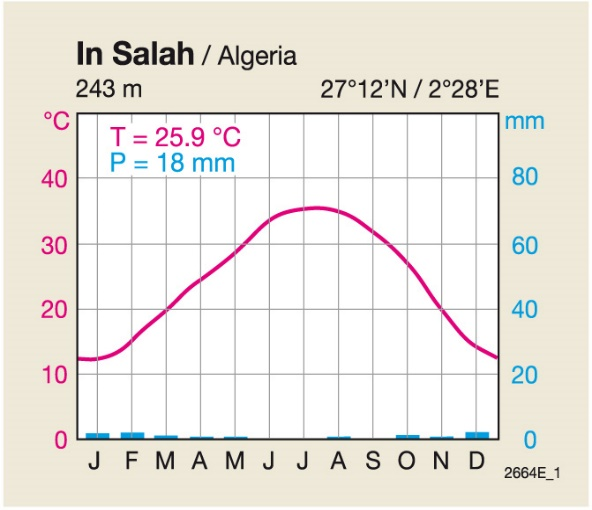 In Salah / Algeria
243 m 27°12’N / 2°28’E
°C mm
T = 25.9 °C
P = 18 mm
40 80
30 60
20 40
10 20
0 0
J F M A M J J A S O N D
2664E_1